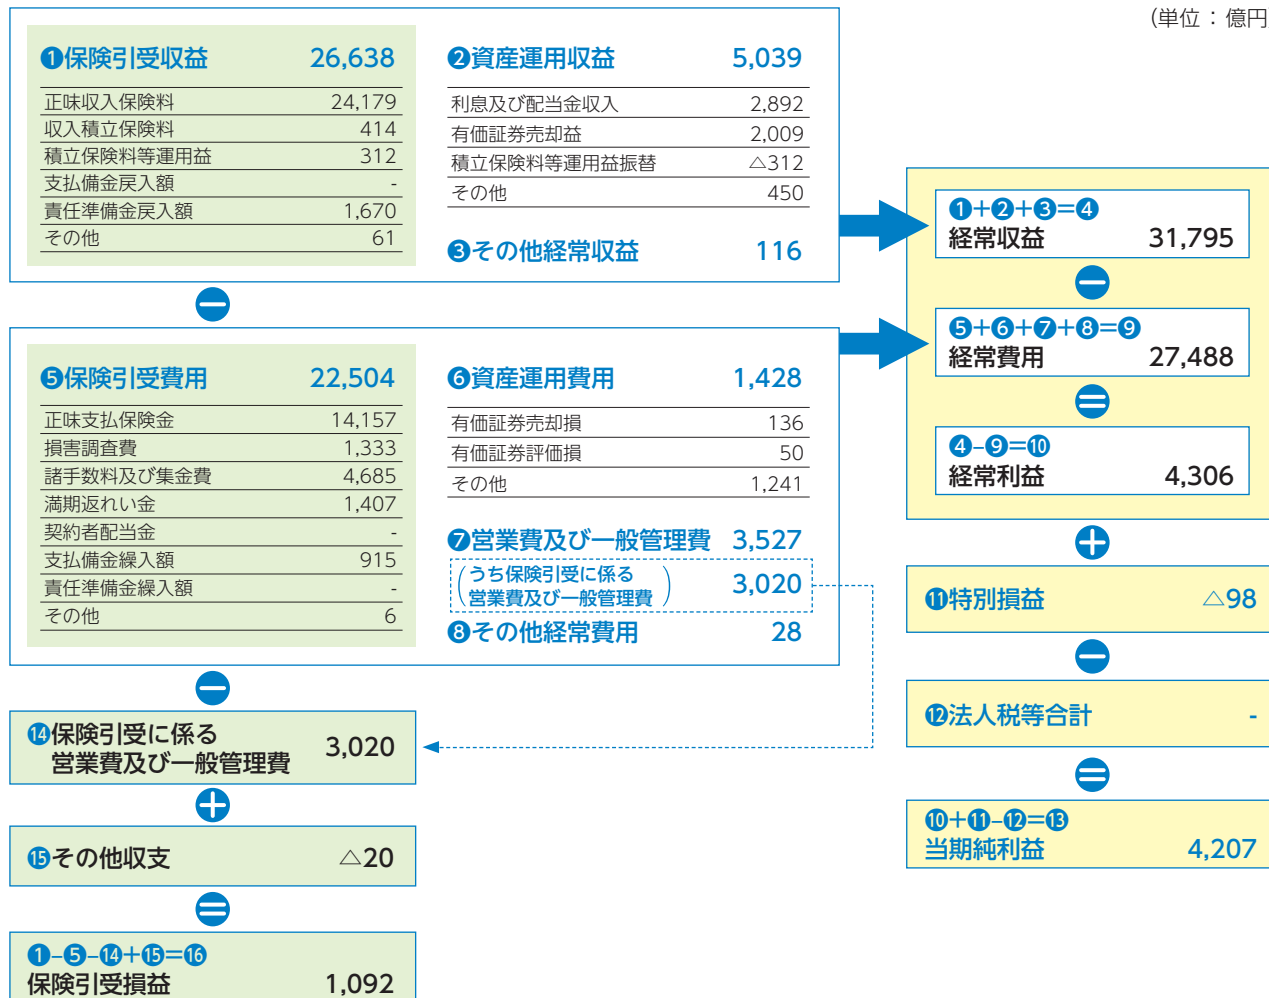 (単位：億円
❶保険引受収益 26,638
正味収入保険料 24,179
収入積立保険料 414
積立保険料等運用益 312
支払備金戻入額 -
責任準備金戻入額 1,670
その他 61
❷資産運用収益 5,039
利息及び配当金収入 2,892
有価証券売却益 2,009
積立保険料等運用益振替 △312
その他 450
❸その他経常収益 116
❶+❷+❸=❹
経常収益 31,795
−
❺+❻+❼+❽=❾
経常費用 27,488
=
❹−❾=❿
経常利益 4,306
−
❺保険引受費用 22,504
正味支払保険金 14,157
損害調査費 1,333
諸手数料及び集金費 4,685
満期返れい金 1,407
契約者配当金 -
支払備金繰入額 915
責任準備金繰入額 -
その他 6
❻資産運用費用 1,428
有価証券売却損 136
有価証券評価損 50
その他 1,241
❼営業費及び一般管理費 3,527
(うち保険引受に係る
営業費及び一般管理費) 3,020
❽その他経常費用 28
+
⓫特別損益 △98
−
⓬法人税等合計 -
=
❿+⓫−⓬=⓭
当期純利益 4,207
−
⓮保険引受に係る
営業費及び一般管理費 3,020
+
⓯その他収支 △20
=
❶−❺−⓮+⓯=⓰
保険引受損益 1,092